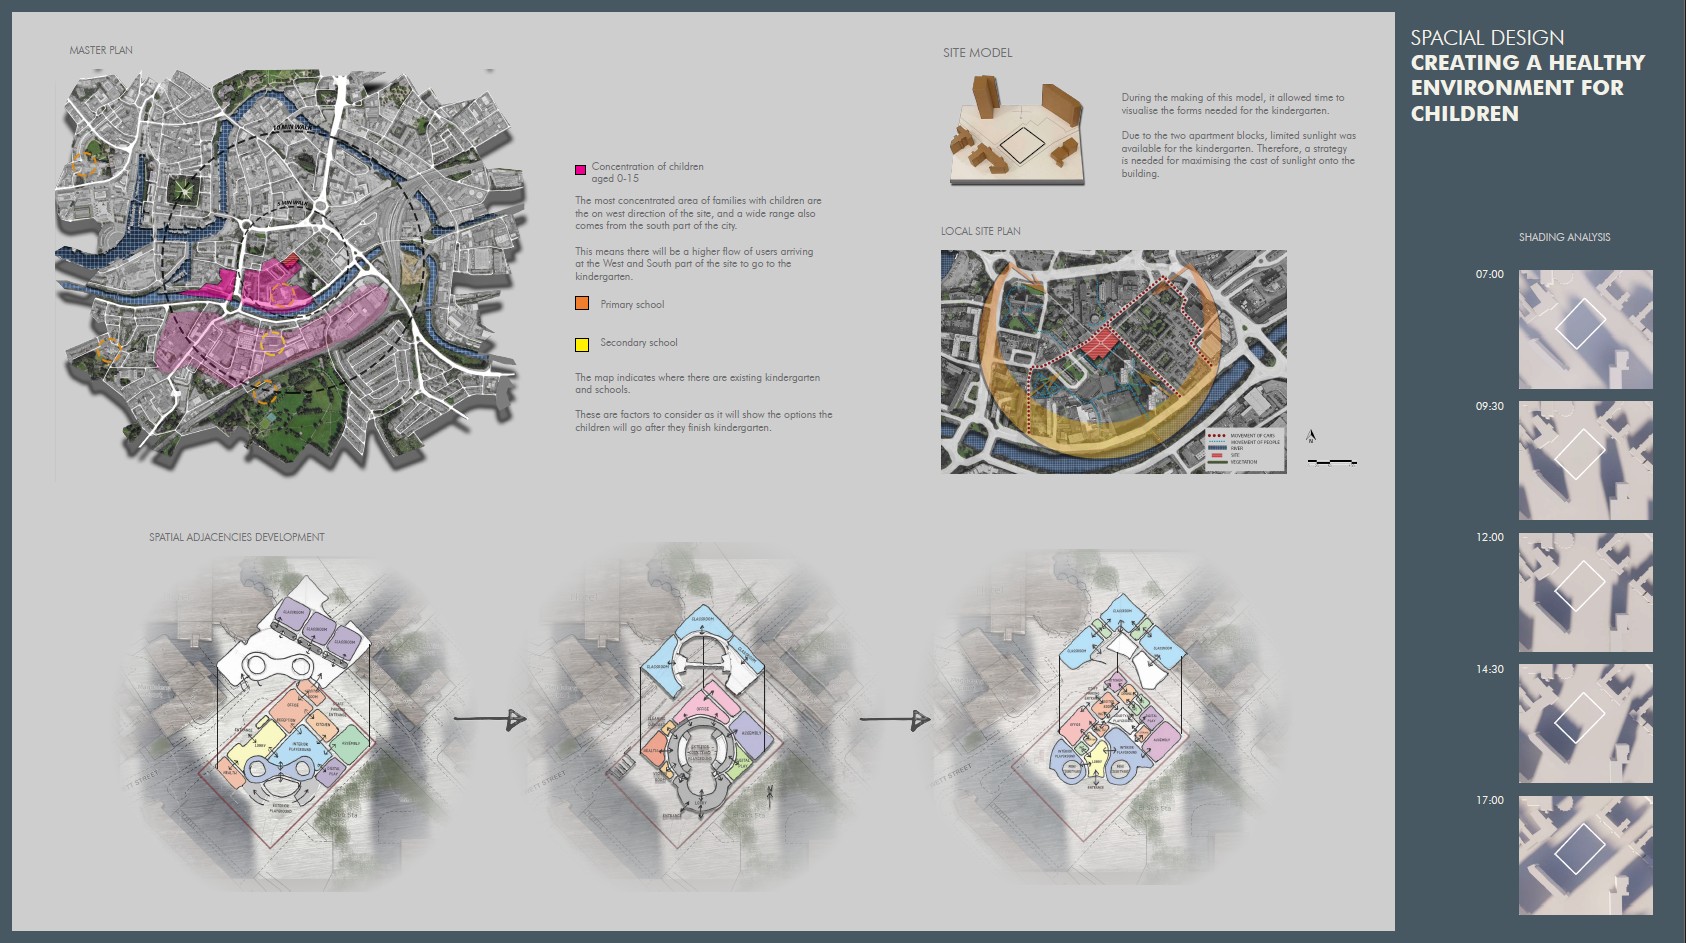 SPACIAL DESIGN
CREATING A HEALTHY
ENVIRONMENT FOR
CHILDREN
MASTER PLAN
10 MIN WALK
5 MIN WALK
Concentration of children
aged 0-15
The most concentrated area of families with children are
the on west direction of the site, and a wide range also
comes from the south part of the city.
This means there will be a higher flow of users arriving
at the West and South part of the site to go to the
kindergarten.
Primary school
Secondary school
The map indicates where there are existing kindergarten
and schools.
These are factors to consider as it will show the options the
children will go after they finish kindergarten.
SITE MODEL
During the making of this model, it allowed time to
visualise the forms needed for the kindergarten.
Due to the two apartment blocks, limited sunlight was
available for the kindergarten. Therefore, a strategy
is needed for maximising the cast of sunlight onto the
building.
LOCAL SITE PLAN
MOVEMENT OF CARS
MOVEMENT OF PEOPLE
RIVER
SITE
VEGETATION
N
SHADING ANALYSIS
07:00
09:30
12:00
14:30
17:00
SPATIAL ADJACENCIES DEVELOPMENT
CLASSROOM
CLASSROOM
CLASSROOM
OFFICE
RECEPTION
KITCHEN
ENTRANCE
LOBBY
INTERIOR
PLAYGROUND
ASSEMBLY
HEALTH
DIGITAL
PLAY
EXTERIOR
PLAYGROUND
CLASSROOM
CLASSROOM
CLASSROOM
OFFICE
ASSEMBLY
HEALTH
DIGITAL
PLAY
LOBBY
ENTRANCE
N
CLASSROOM
CLASSROOM
CLASSROOM
OFFICE
DIGITAL
PLAY
ASSEMBLY
INTERIOR
PLAYGROUND
INTERIOR
PLAYGROUND
LOBBY
ENTRANCE